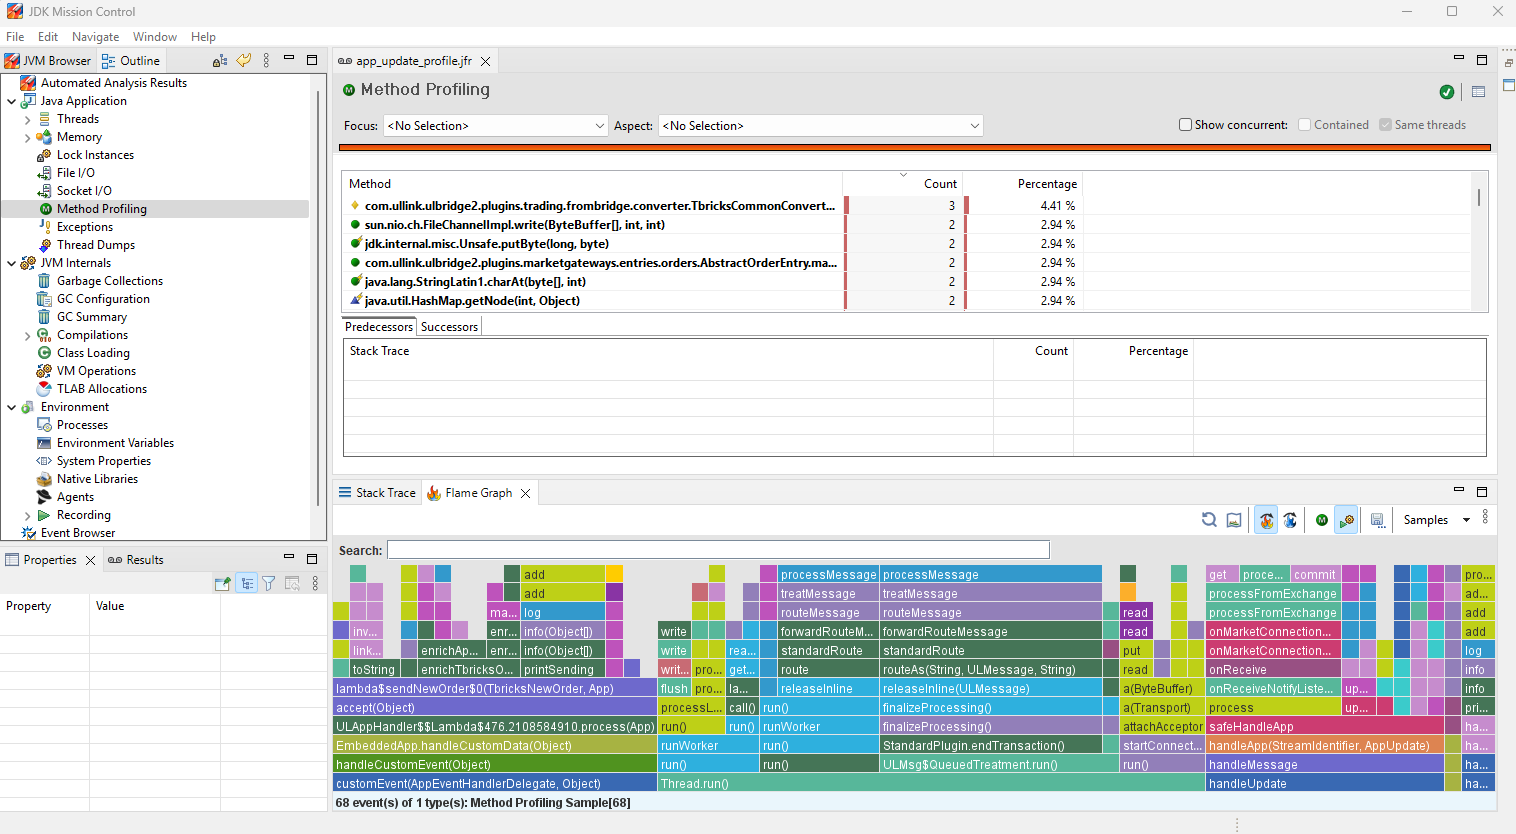 JDK Mission Control
File Edit Navigate Window Help
JVM Browser Outline
Automated Analysis Results
Java Application
Threads
Memory
Lock Instances
File I/O
Socket I/O
Method Profiling
Exceptions
Thread Dumps
JVM Internals
Garbage Collections
GC Configuration
GC Summary
Compilations
Class Loading
VM Operations
TLAB Allocations
Environment
Processes
Environment Variables
System Properties
Native Libraries
Agents
Recording
Event Browser
Properties Results
Property Value
app_update_profile.jfr
Method Profiling
Focus: <No Selection> Aspect: <No Selection> Show concurrent: Contained Same threads
Method Count Percentage
com.ullink.ulbridge2.plugins.trading.frombridge.converter.TbricksCommonConvert... 3 4.41 %
sun.nio.ch.FileChannelImpl.write(ByteBuffer[], int, int) 2 2.94 %
jdk.internal.misc.Unsafe.putByte(long, byte) 2 2.94 %
com.ullink.ulbridge2.plugins.marketgateways.entries.orders.AbstractOrderEntry.ma... 2 2.94 %
java.lang.StringLatin1.charAt(byte[], int) 2 2.94 %
java.util.HashMap.getNode(int, Object) 2 2.94 %
Predecessors Successors
Stack Trace Count Percentage
Stack Trace Flame Graph
Samples
Search:
add processMessage processMessage get proce... commit pro...
add treatMessage treatMessage processFromExchange ad...
ma... log routeMessage routeMessage read processFromExchange add
inv... enr... info(Object[]) write forwardRouteM... forwardRouteMessage read onMarketConnection... add
link... enrichAp... enr... info(Object[]) write rea... standardRoute standardRoute put onMarketConnection... log
toString enrichTbricksO... printSending writ... pro... get... route routeAs(String, ULMessage, String) read onReceive info
lambda$sendNewOrder$0(TbricksNewOrder, App) flush pro... la... releaseInline releaseInline(ULMessage) a(ByteBuffer) onReceiveNotifyListe... up... info
accept(Object) processL... call() run() finalizeProcessing() a(Transport) process up... pri...
ULAppHandler$$Lambda$476.2108584910.process(App) run() run() runWorker finalizeProcessing() attachAcceptor safeHandleApp ha...
EmbeddedApp.handleCustomData(Object) runWorker run() StandardPlugin.endTransaction() startConnect... handleApp(StreamIdentifier, AppUpdate) ha...
handleCustomEvent(Object) run() run() ULMsg$QueuedTreatment.run() run() handleMessage ha...
customEvent(AppEventHandlerDelegate, Object) Thread.run() handleUpdate ha...
68 event(s) of 1 type(s): Method Profiling Sample[68]